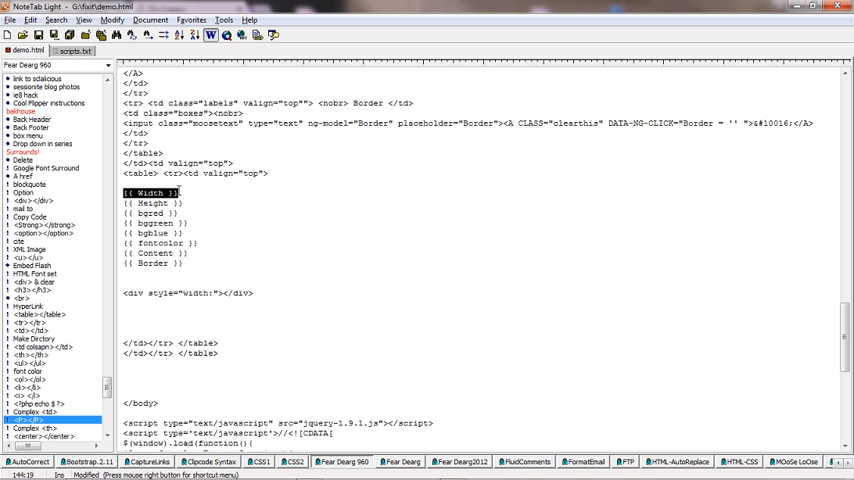 NoteTab Light - G:\fixit\demo.html
File Edit Search View Modify Document Favorites Tools Help
demo.html scripts.txt
Fear Dearg 960
link to sclalicious
sessionite blog photos
ie8 hack
Cool Flipper instructions
bakhouse
Back Header
Back Footer
box menu
Drop down in series
Surrounds!
Delete
Google Font Surround
A href
blockquote
Option
<div></div>
mail to
Copy Code
<Strong></strong>
<option></option>
cite
XML Image
<u></u>
Embed Flash
HTML Font set
<div> & clear
<h3></h3>
<br>
HyperLink
<table></table>
<tr></tr>
<td></td>
Make Dirctory
<td colsapn></td>
<th></th>
<ul></ul>
font color
<ol></ol>
<li></li>
<i> </i>
<?php echo $ ?>
Complex <td>
<P></P>
Complex <th>
<center></center>
</A>
</td>
</tr>
<tr> <td class="labels" valign="top""> <nobr> Border </td>
<td class="boxes"><nobr>
<input class="moosetext" type="text" ng-model="Border" placeholder="Border"><A CLASS="clearthis" DATA-NG-CLICK="Border = '' ">&#10016;</A>
</td>
</tr>
</table>
</td><td valign="top">
<table> <tr><td valign="top">
{{ Width }}
{{ Height }}
{{ bgred }}
{{ bggreen }}
{{ bgblue }}
{{ fontcolor }}
{{ Content }}
{{ Border }}
<div style="width:"></div>
</td></tr> </table>
</td></tr> </table>
</body>
<script type="text/javascript" src="jquery-1.9.1.js"></script>
<script type='text/javascript'>//<![CDATA[
$(window).load(function(){
AutoCorrect Bootstrap.2.11 CaptureLinks Clipcode Syntax CSS1 CSS2 Fear Dearg 960 Fear Dearg Fear Dearg2012 FluidComments FormatEmail FTP HTML-AutoReplace HTML-CSS MOoSe LoOse
144:19 Ins Modified (Press mouse right button for shortcut menu)